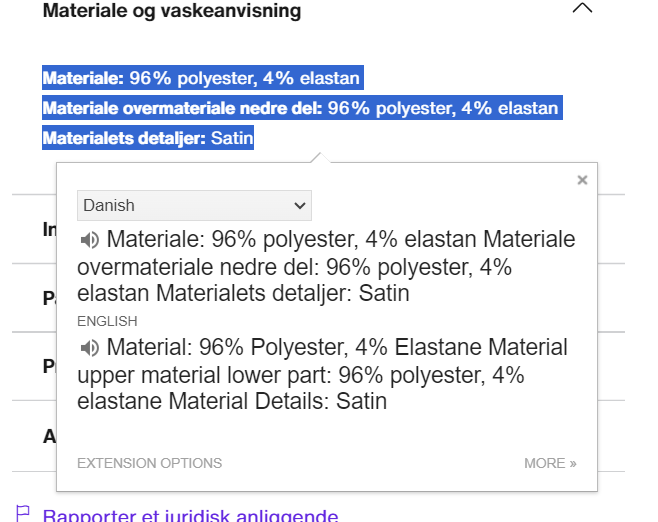 Materiale og vaskeanvisning
Materiale: 96% polyester, 4% elastan
Materiale overmateriale nedre del: 96% polyester, 4% elastan
Materialets detaljer: Satin
×
Danish
Materiale: 96% polyester, 4% elastan Materiale
overmateriale nedre del: 96% polyester, 4%
elastan Materialets detaljer: Satin
ENGLISH
Material: 96% Polyester, 4% Elastane Material
upper material lower part: 96% polyester, 4%
elastane Material Details: Satin
EXTENSION OPTIONS
MORE »
Rapporter et juridisk anliggende